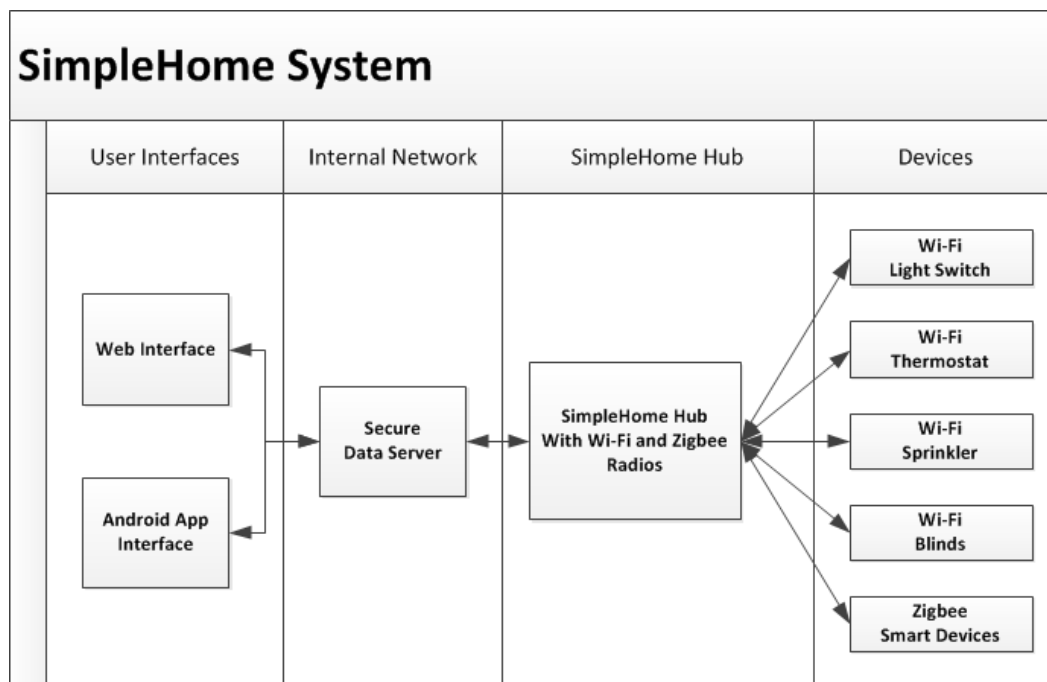 SimpleHome System
User Interfaces
Internal Network
SimpleHome Hub
Devices
Web Interface
Android App
Interface
Secure
Data Server
SimpleHome Hub
With Wi-Fi and Zigbee
Radios
Wi-Fi
Light Switch
Wi-Fi
Thermostat
Wi-Fi
Sprinkler
Wi-Fi
Blinds
Zigbee
Smart Devices